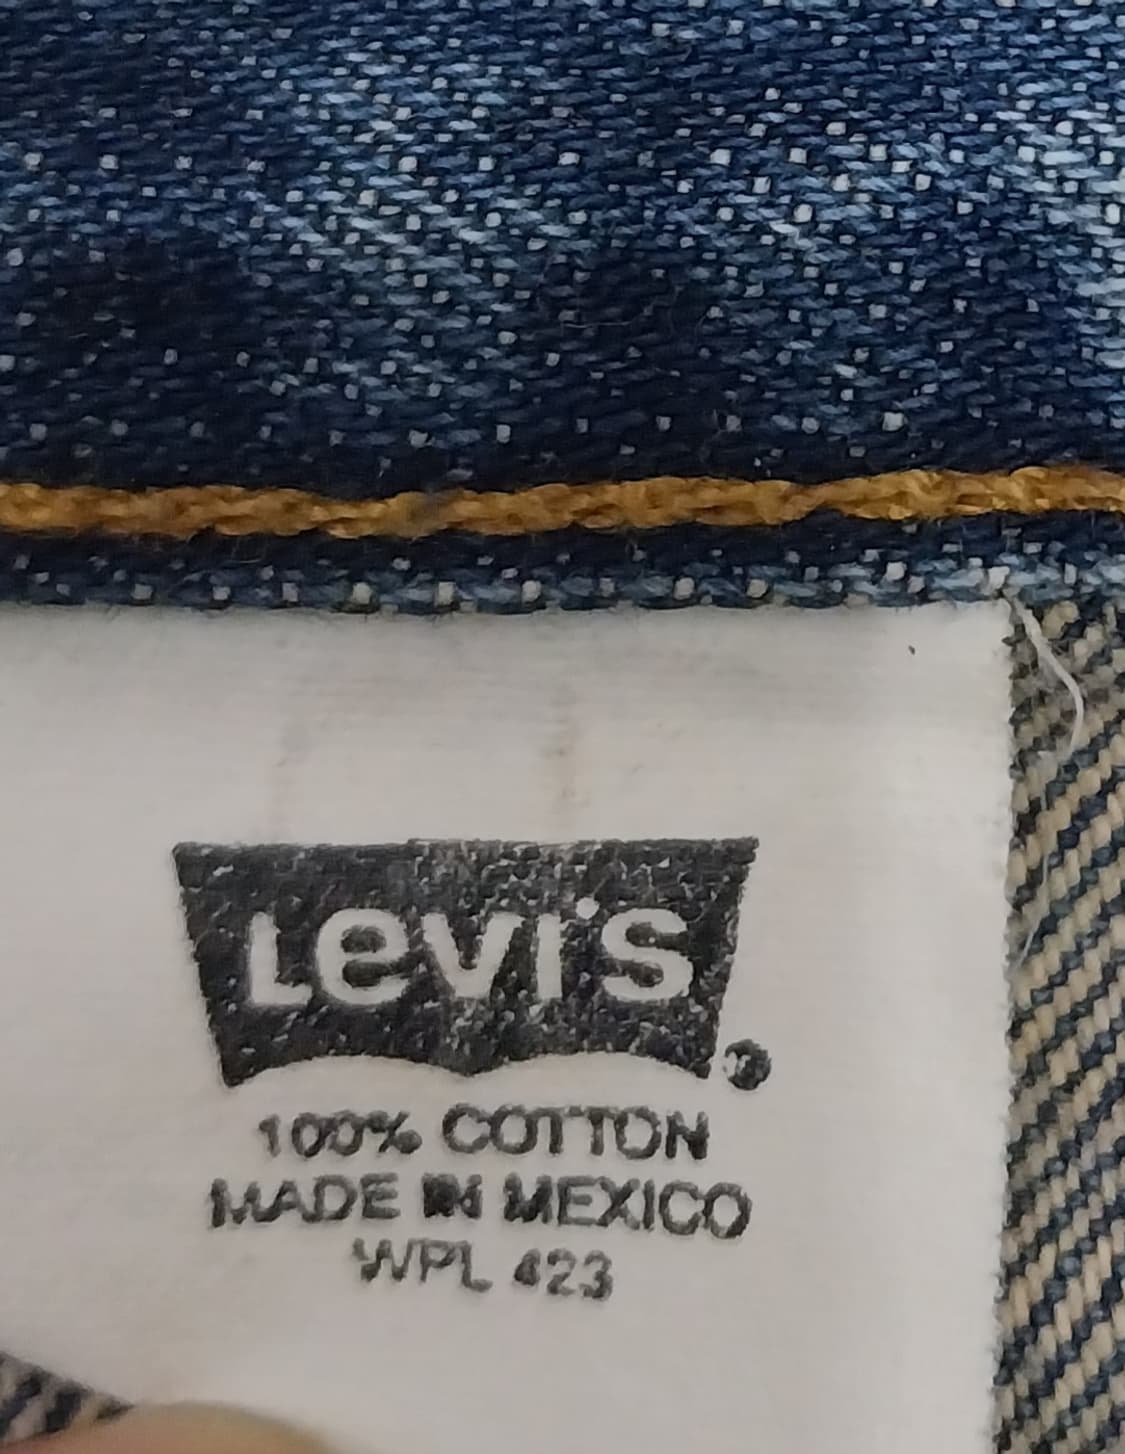 Levi's
100% COTTON
MADE IN MEXICO
WPL 423